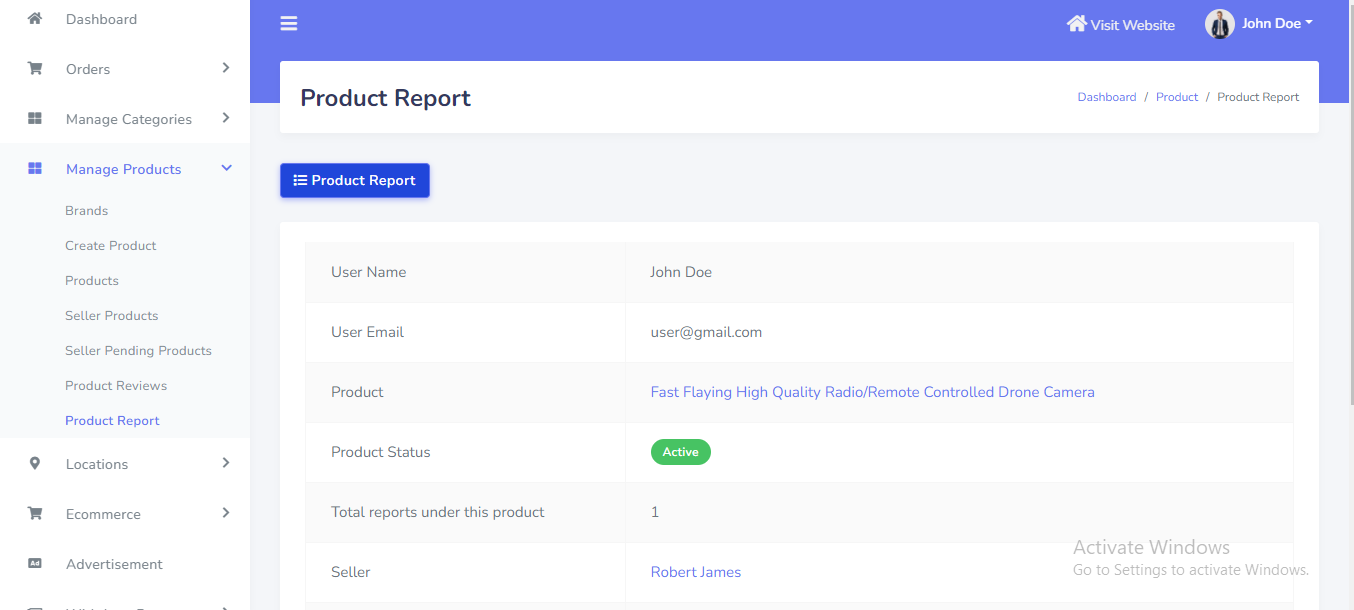 Dashboard
Orders
Manage Categories
Manage Products
Brands
Create Product
Products
Seller Products
Seller Pending Products
Product Reviews
Product Report
Locations
Ecommerce
Ad Advertisement
Visit Website
John Doe
Product Report
Dashboard / Product / Product Report
Product Report
User Name John Doe
User Email user@gmail.com
Product Fast Flaying High Quality Radio/Remote Controlled Drone Camera
Product Status Active
Total reports under this product 1
Seller Robert James
Activate Windows
Go to Settings to activate Windows.